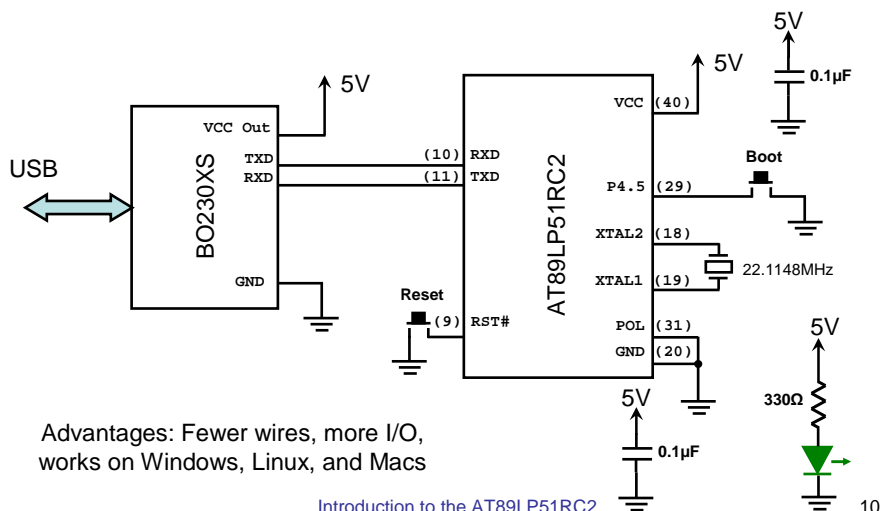 5V
0.1µF
5V
5V
VCC (40)
VCC Out
USB
TXD
RXD
(10) RXD
(11) TXD
Boot
P4.5 (29)
BO230XS
AT89LP51RC2
XTAL2 (18)
22.1148MHz
XTAL1 (19)
GND
Reset
(9) RST#
POL (31)
GND (20)
5V
330Ω
5V
0.1µF
Advantages: Fewer wires, more I/O,
works on Windows, Linux, and Macs
Introduction to the AT89LP51RC2
10